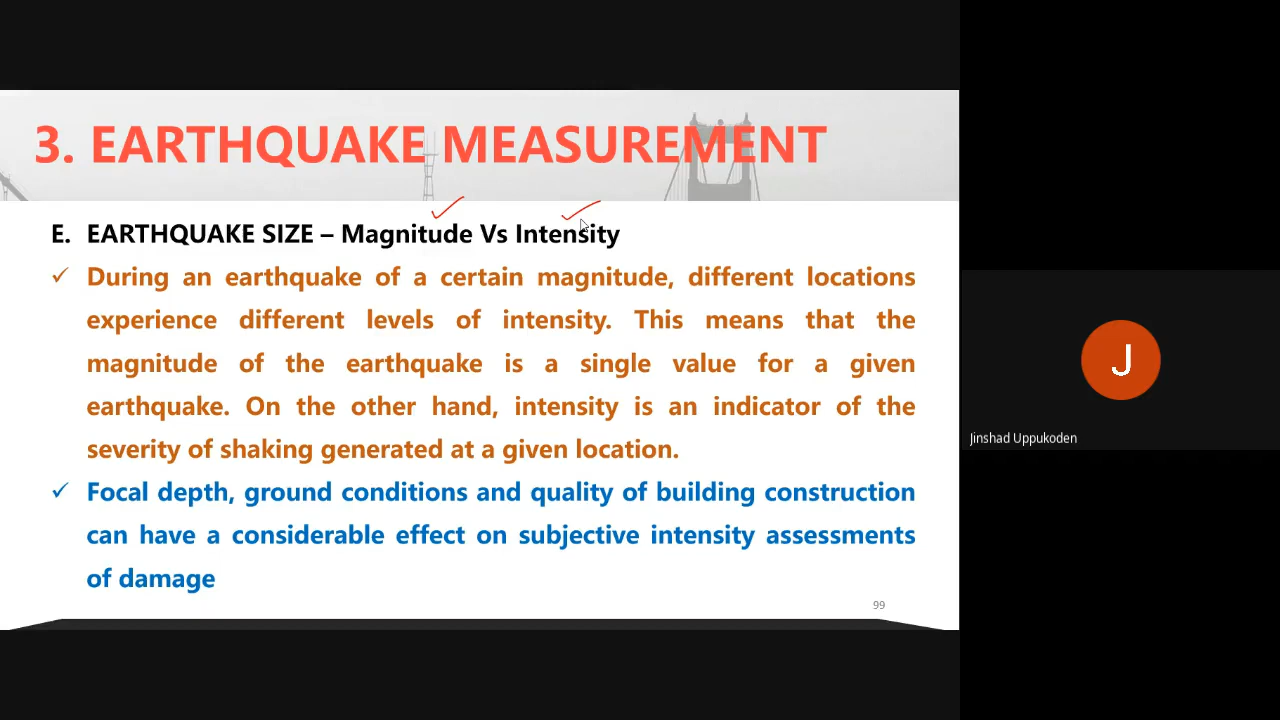 3. EARTHQUAKE MEASUREMENT
E. EARTHQUAKE SIZE – Magnitude Vs Intensity
✓ During an earthquake of a certain magnitude, different locations
experience different levels of intensity. This means that the
magnitude of the earthquake is a single value for a given
earthquake. On the other hand, intensity is an indicator of the
severity of shaking generated at a given location.
✓ Focal depth, ground conditions and quality of building construction
can have a considerable effect on subjective intensity assessments
of damage
99
J
Jinshad Uppukoden